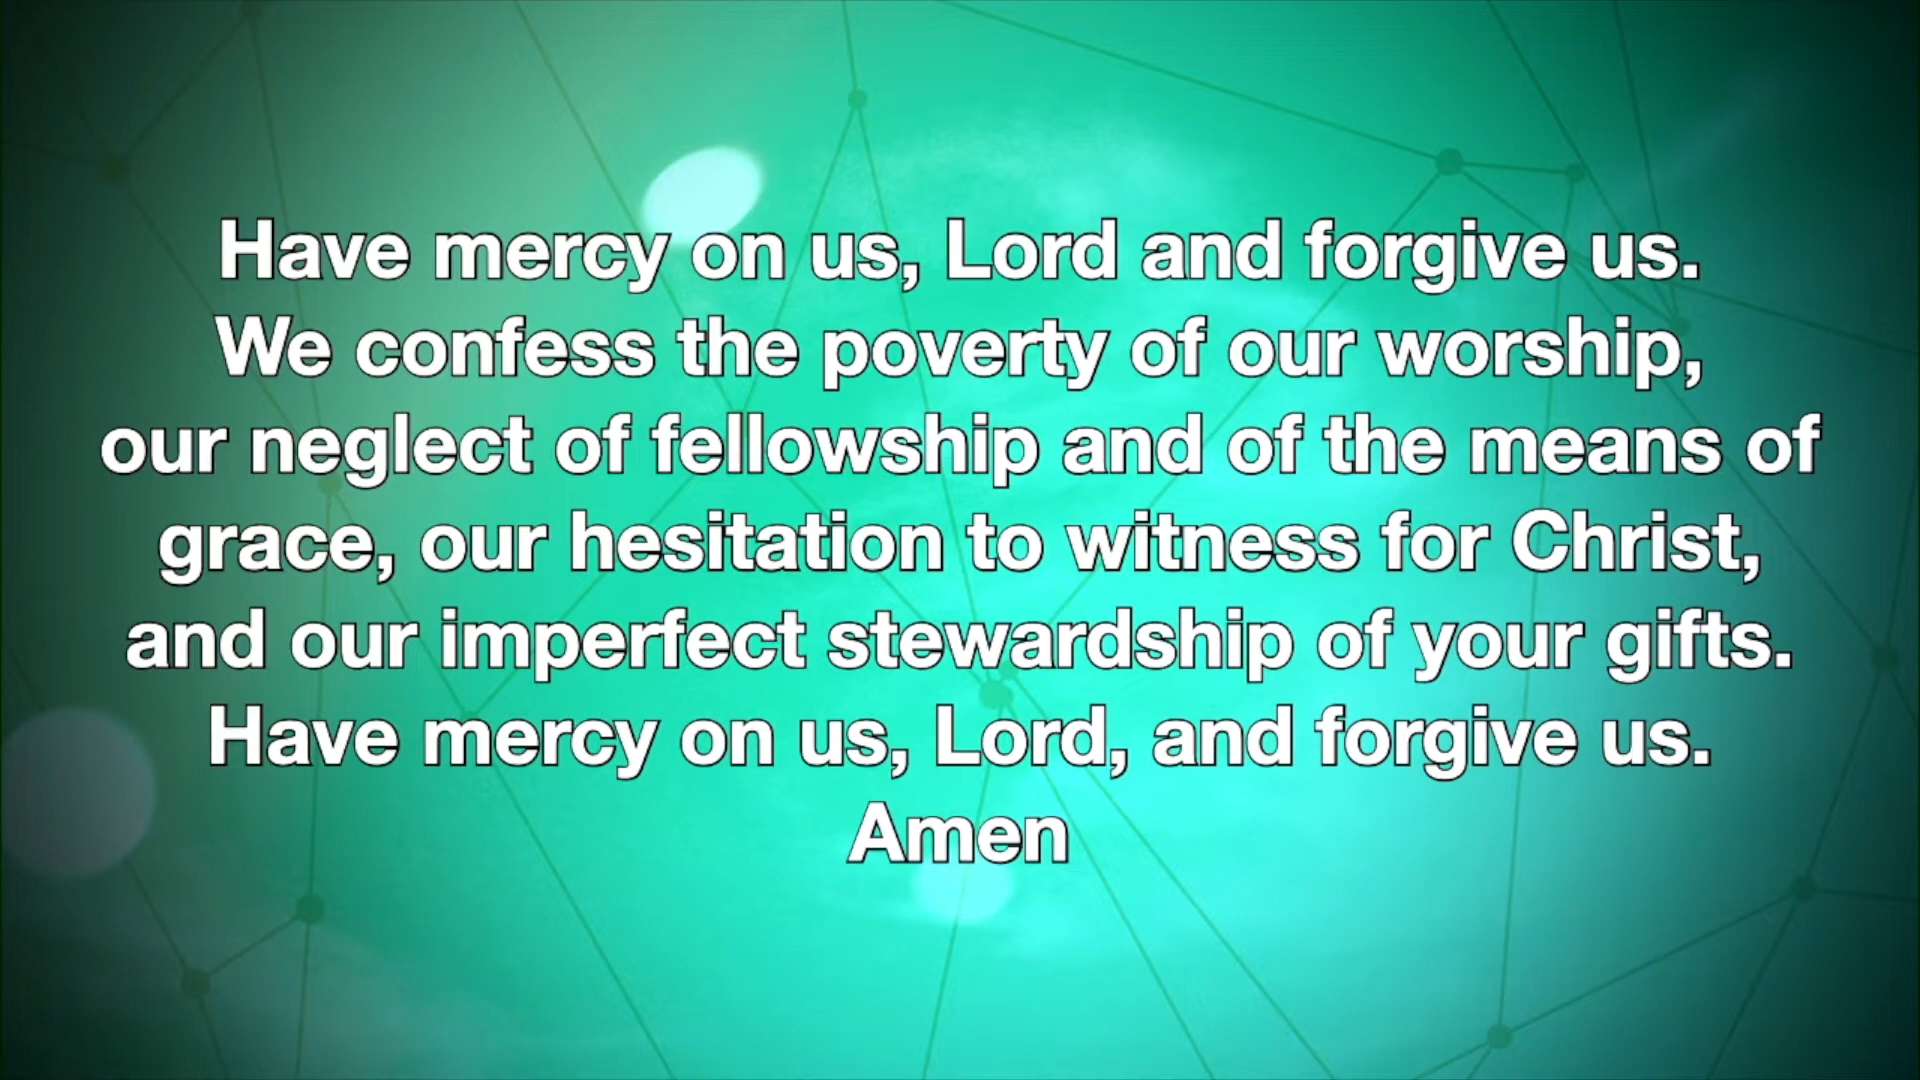 Have mercy on us, Lord and forgive us.
We confess the poverty of our worship,
our neglect of fellowship and of the means of
grace, our hesitation to witness for Christ,
and our imperfect stewardship of your gifts.
Have mercy on us, Lord, and forgive us.
Amen